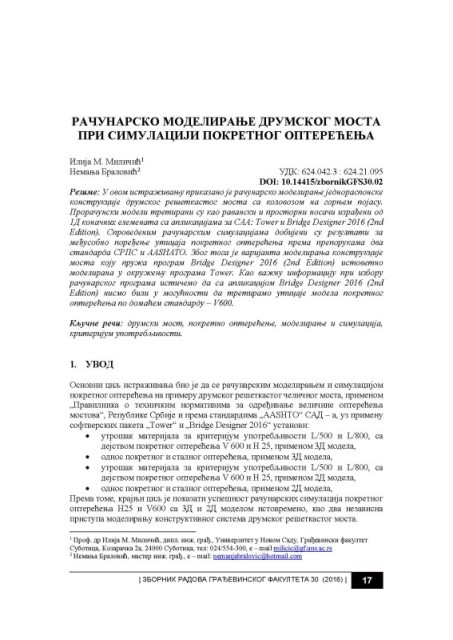 РАЧУНАРСКО МОДЕЛИРАЊЕ ДРУМСКОГ МОСТА
ПРИ СИМУЛАЦИЈИ ПОКРЕТНОГ ОПТЕРЕЋЕЊА
Илија М. Миличић¹
Немања Браловић²
УДК: 624.042.3 : 624.21.095
DOI: 10.14415/zbornikGFS30.02
Резиме: У овом истраживању приказано је рачунарско моделирање једнораспонске
конструкције друмског решеткастог моста са коловозом на горњем појасу.
Прорачунски модели третирани су као равански и просторни носачи израђени од
1Д коначних елемената са апликацијама за САА: Tower и Bridge Designer 2016 (2nd
Edition). Спроведеним рачунарским симулацијама добијени су резултати за
међусобно поређење утицаја покретног оптерећења према препорукама два
стандарда СРПС и AASHATO. Због тога је варијанта моделирања конструкције
моста коју пружа програм Bridge Designer 2016 (2nd Edition) истоветно
моделирана у окружењу програма Tower. Као важну информацију при избору
рачунарског програма истичемо да са апликацијом Bridge Designer 2016 (2nd
Edition) нисмо били у могућности да третирамо утицаје модела покретног
оптерећења по домаћем стандарду – V600.
Кључне речи: друмски мост, покретно оптерећење, моделирање и симулација,
критеријум употребљивости.
1. УВОД
Основни циљ истраживања био је да се рачунарским моделирањем и симулацијом
покретног оптерећења на примеру друмског решеткастог челичног моста, применом
„Правилника о техничким нормативима за одређивање величине оптерећења
мостова“, Републике Србије и према стандардима „AASHTO“ САД – а, уз примену
софтверских пакета „Tower“ и „Bridge Designer 2016“ установи:
• утрошак материјала за критеријум употребљивости L/500 и L/800, са
дејством покретног оптерећења V 600 и H 25, применом 3Д модела,
• однос покретног и сталног оптерећења, применом 3Д модела,
• утрошак материјала за критеријум употребљивости L/500 и L/800, са
дејством покретног оптерећења V 600 и H 25, применом 2Д модела,
• однос покретног и сталног оптерећења, применом 2Д модела.
Према томе, крајњи циљ је показати успешност рачунарских симулација покретног
оптерећења H25 и V600 са 3Д и 2Д моделом истовремено, као два независна
приступа моделирању конструктивног система друмског решеткастог моста.
¹ Проф. др Илија М. Миличић, дипл. инж. грађ., Универзитет у Новом Саду, Грађевински факултет
Суботица, Козарачка 2а, 24000 Суботица, тел: 024/554-300, e – mail milicic@gf.uns.ac.rs
² Немања Браловић, мастер инж. грађ., e – mail: nemanjabralovic@hotmail.com
| ЗБОРНИК РАДОВА ГРАЂЕВИНСКОГ ФАКУЛТЕТА 30 (2016) | 17